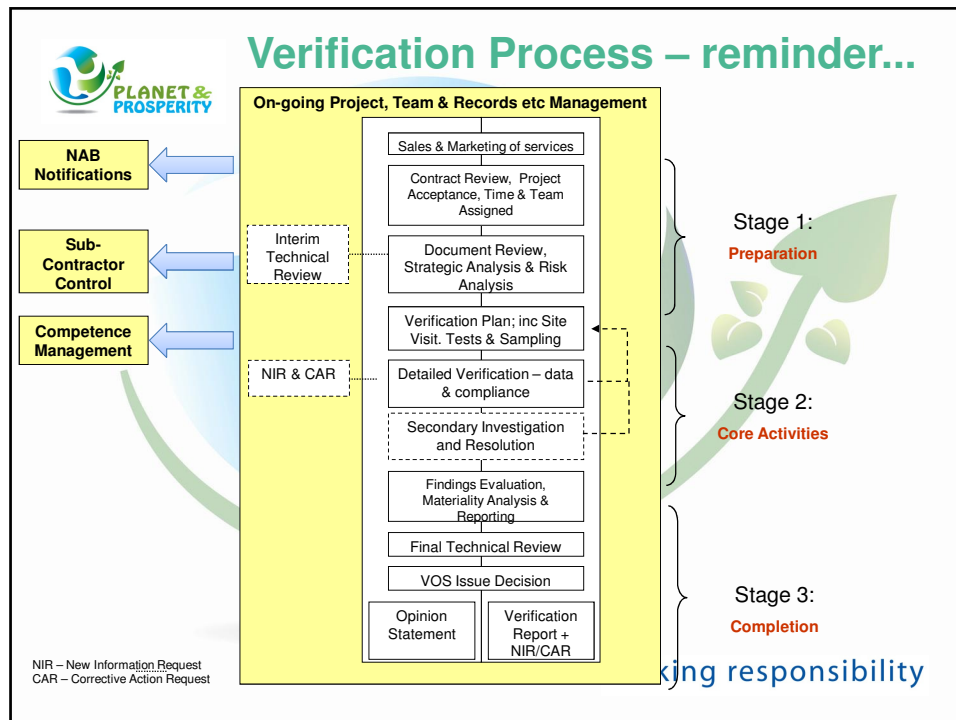 Verification Process – reminder...
PLANET &
PROSPERITY
On-going Project, Team & Records etc Management
NAB
Notifications
Sub-
Contractor
Control
Competence
Management
Interim
Technical
Review
NIR & CAR
Sales & Marketing of services
Contract Review, Project
Acceptance, Time & Team
Assigned
Document Review,
Strategic Analysis & Risk
Analysis
Verification Plan; inc Site
Visit. Tests & Sampling
Detailed Verification – data
& compliance
Secondary Investigation
and Resolution
Findings Evaluation,
Materiality Analysis &
Reporting
Final Technical Review
VOS Issue Decision
Opinion
Statement
Verification
Report +
NIR/CAR
Stage 1:
Preparation
Stage 2:
Core Activities
Stage 3:
Completion
NIR – New Information Request
CAR – Corrective Action Request
king responsibility